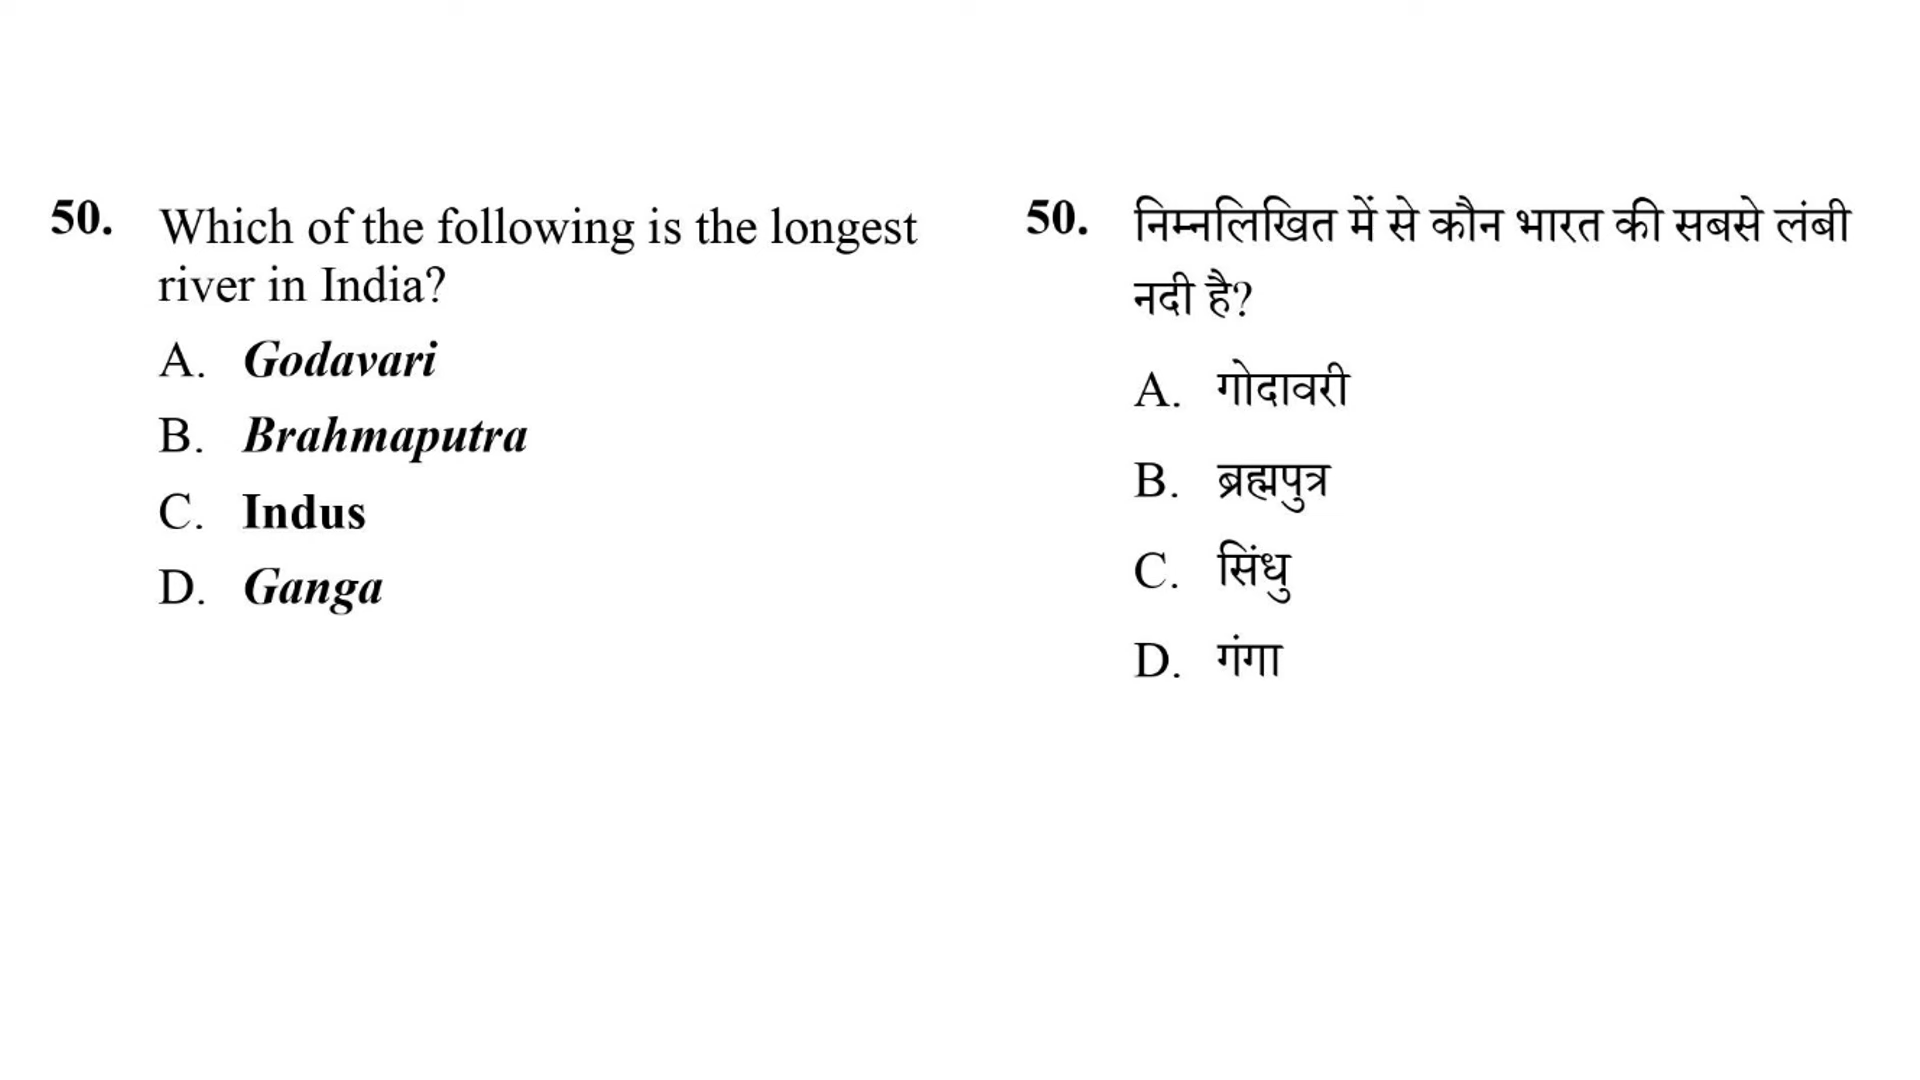 50. Which of the following is the longest
river in India?
A. Godavari
B. Brahmaputra
C. Indus
D. Ganga
50. निम्नलिखित में से कौन भारत की सबसे लंबी
नदी है?
A. गोदावरी
B. ब्रह्मपुत्र
C. सिंधु
D. गंगा